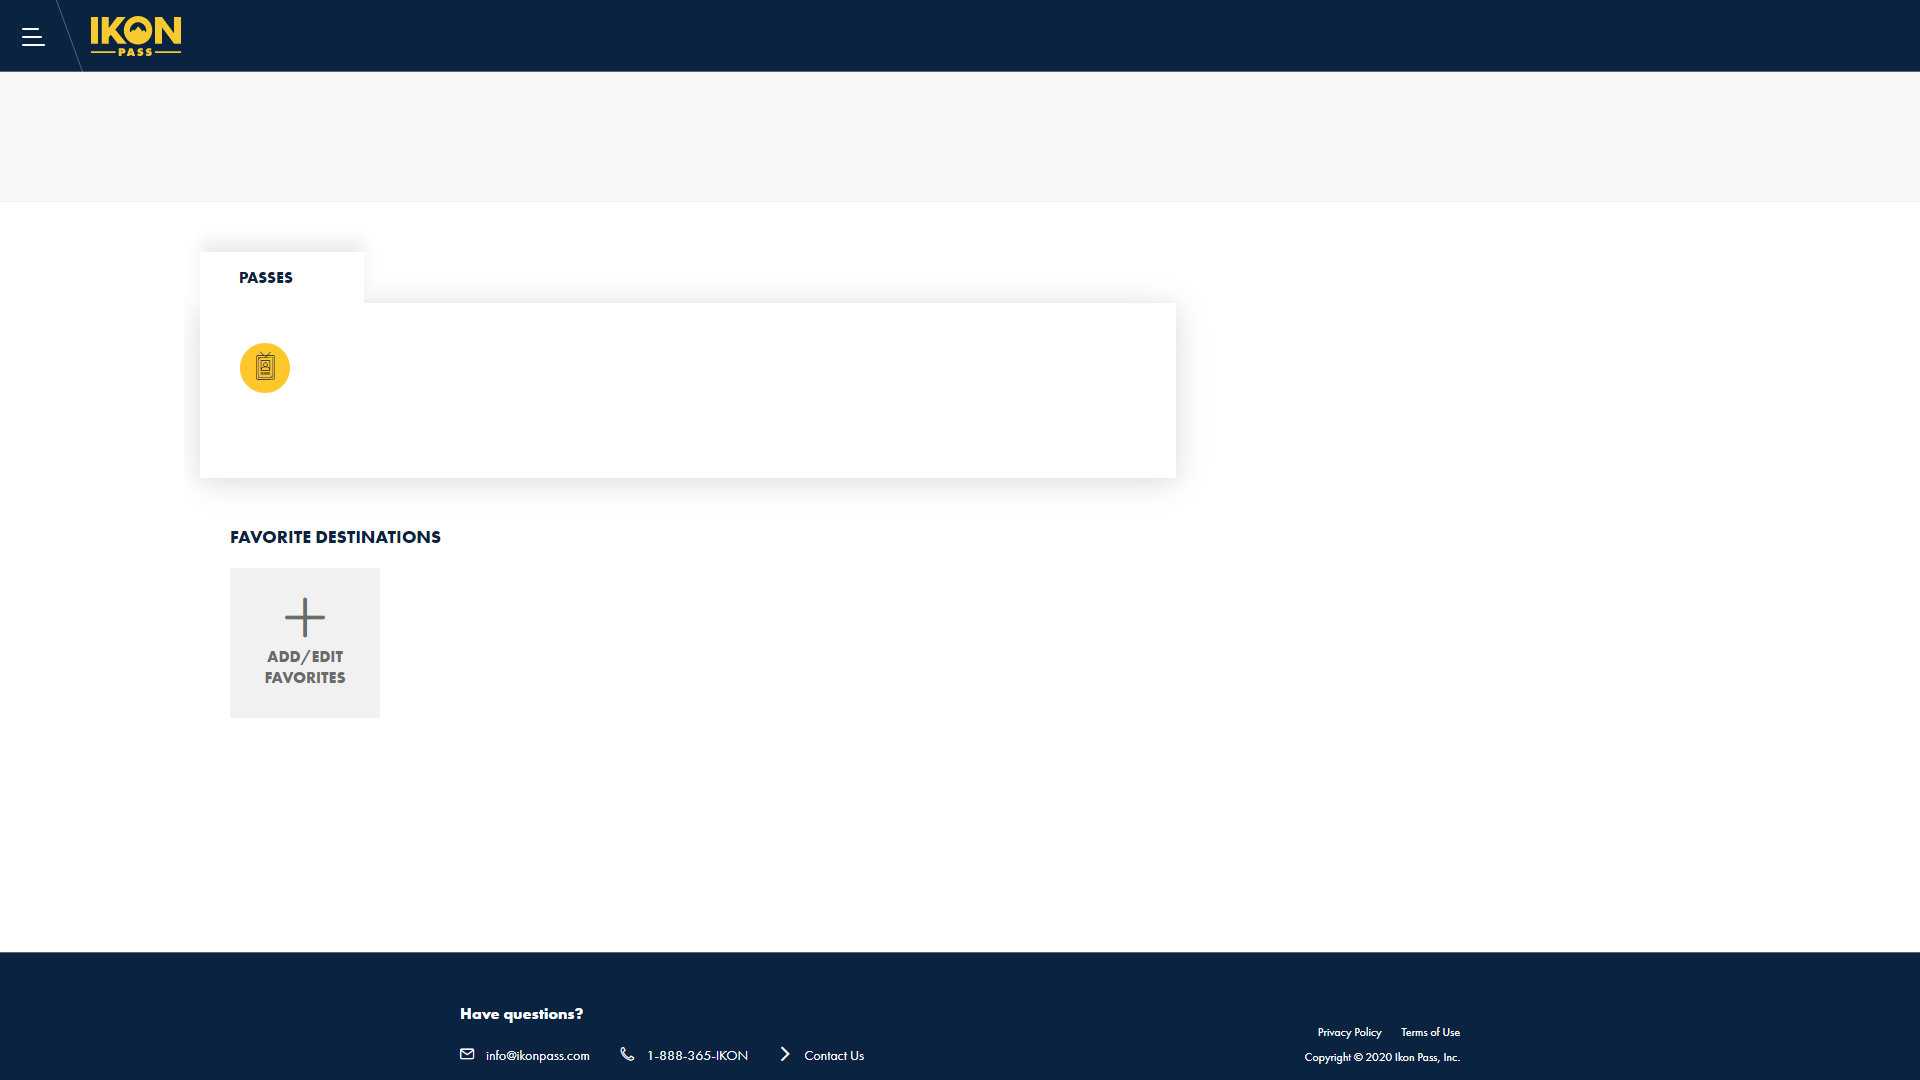 IKON
PASS
PASSES
FAVORITE DESTINATIONS
ADD/EDIT
FAVORITES
Have questions?
info@ikonpass.com
1-888-365-IKON
Contact Us
Privacy Policy
Terms of Use
Copyright © 2020 Ikon Pass, Inc.